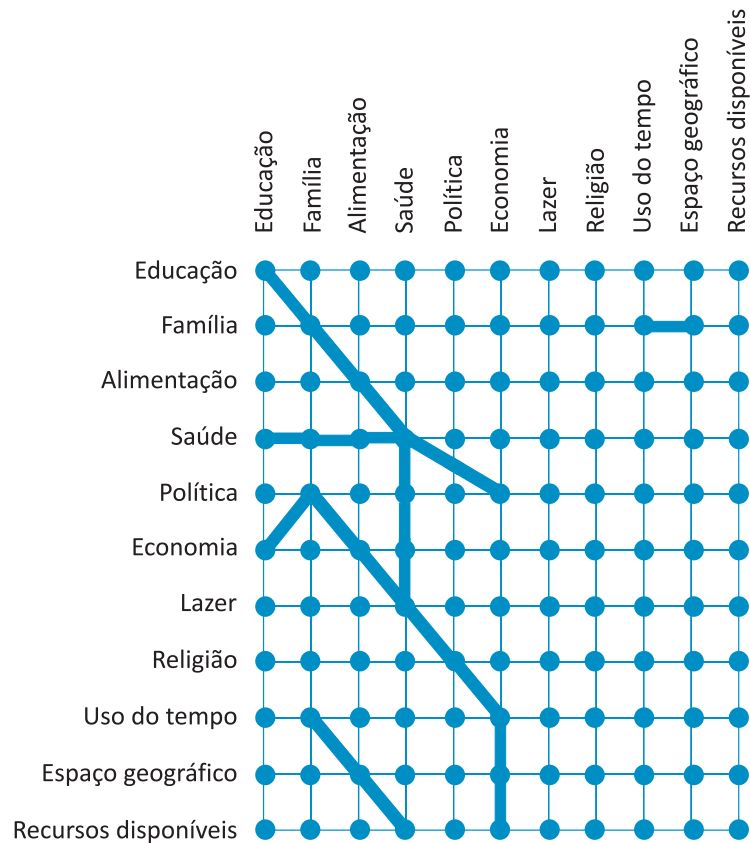 Educação
Família
Alimentação
Saúde
Política
Economia
Lazer
Religião
Uso do tempo
Espaço geográfico
Recursos disponíveis
Educação
Família
Alimentação
Saúde
Política
Economia
Lazer
Religião
Uso do tempo
Espaço geográfico
Recursos disponíveis